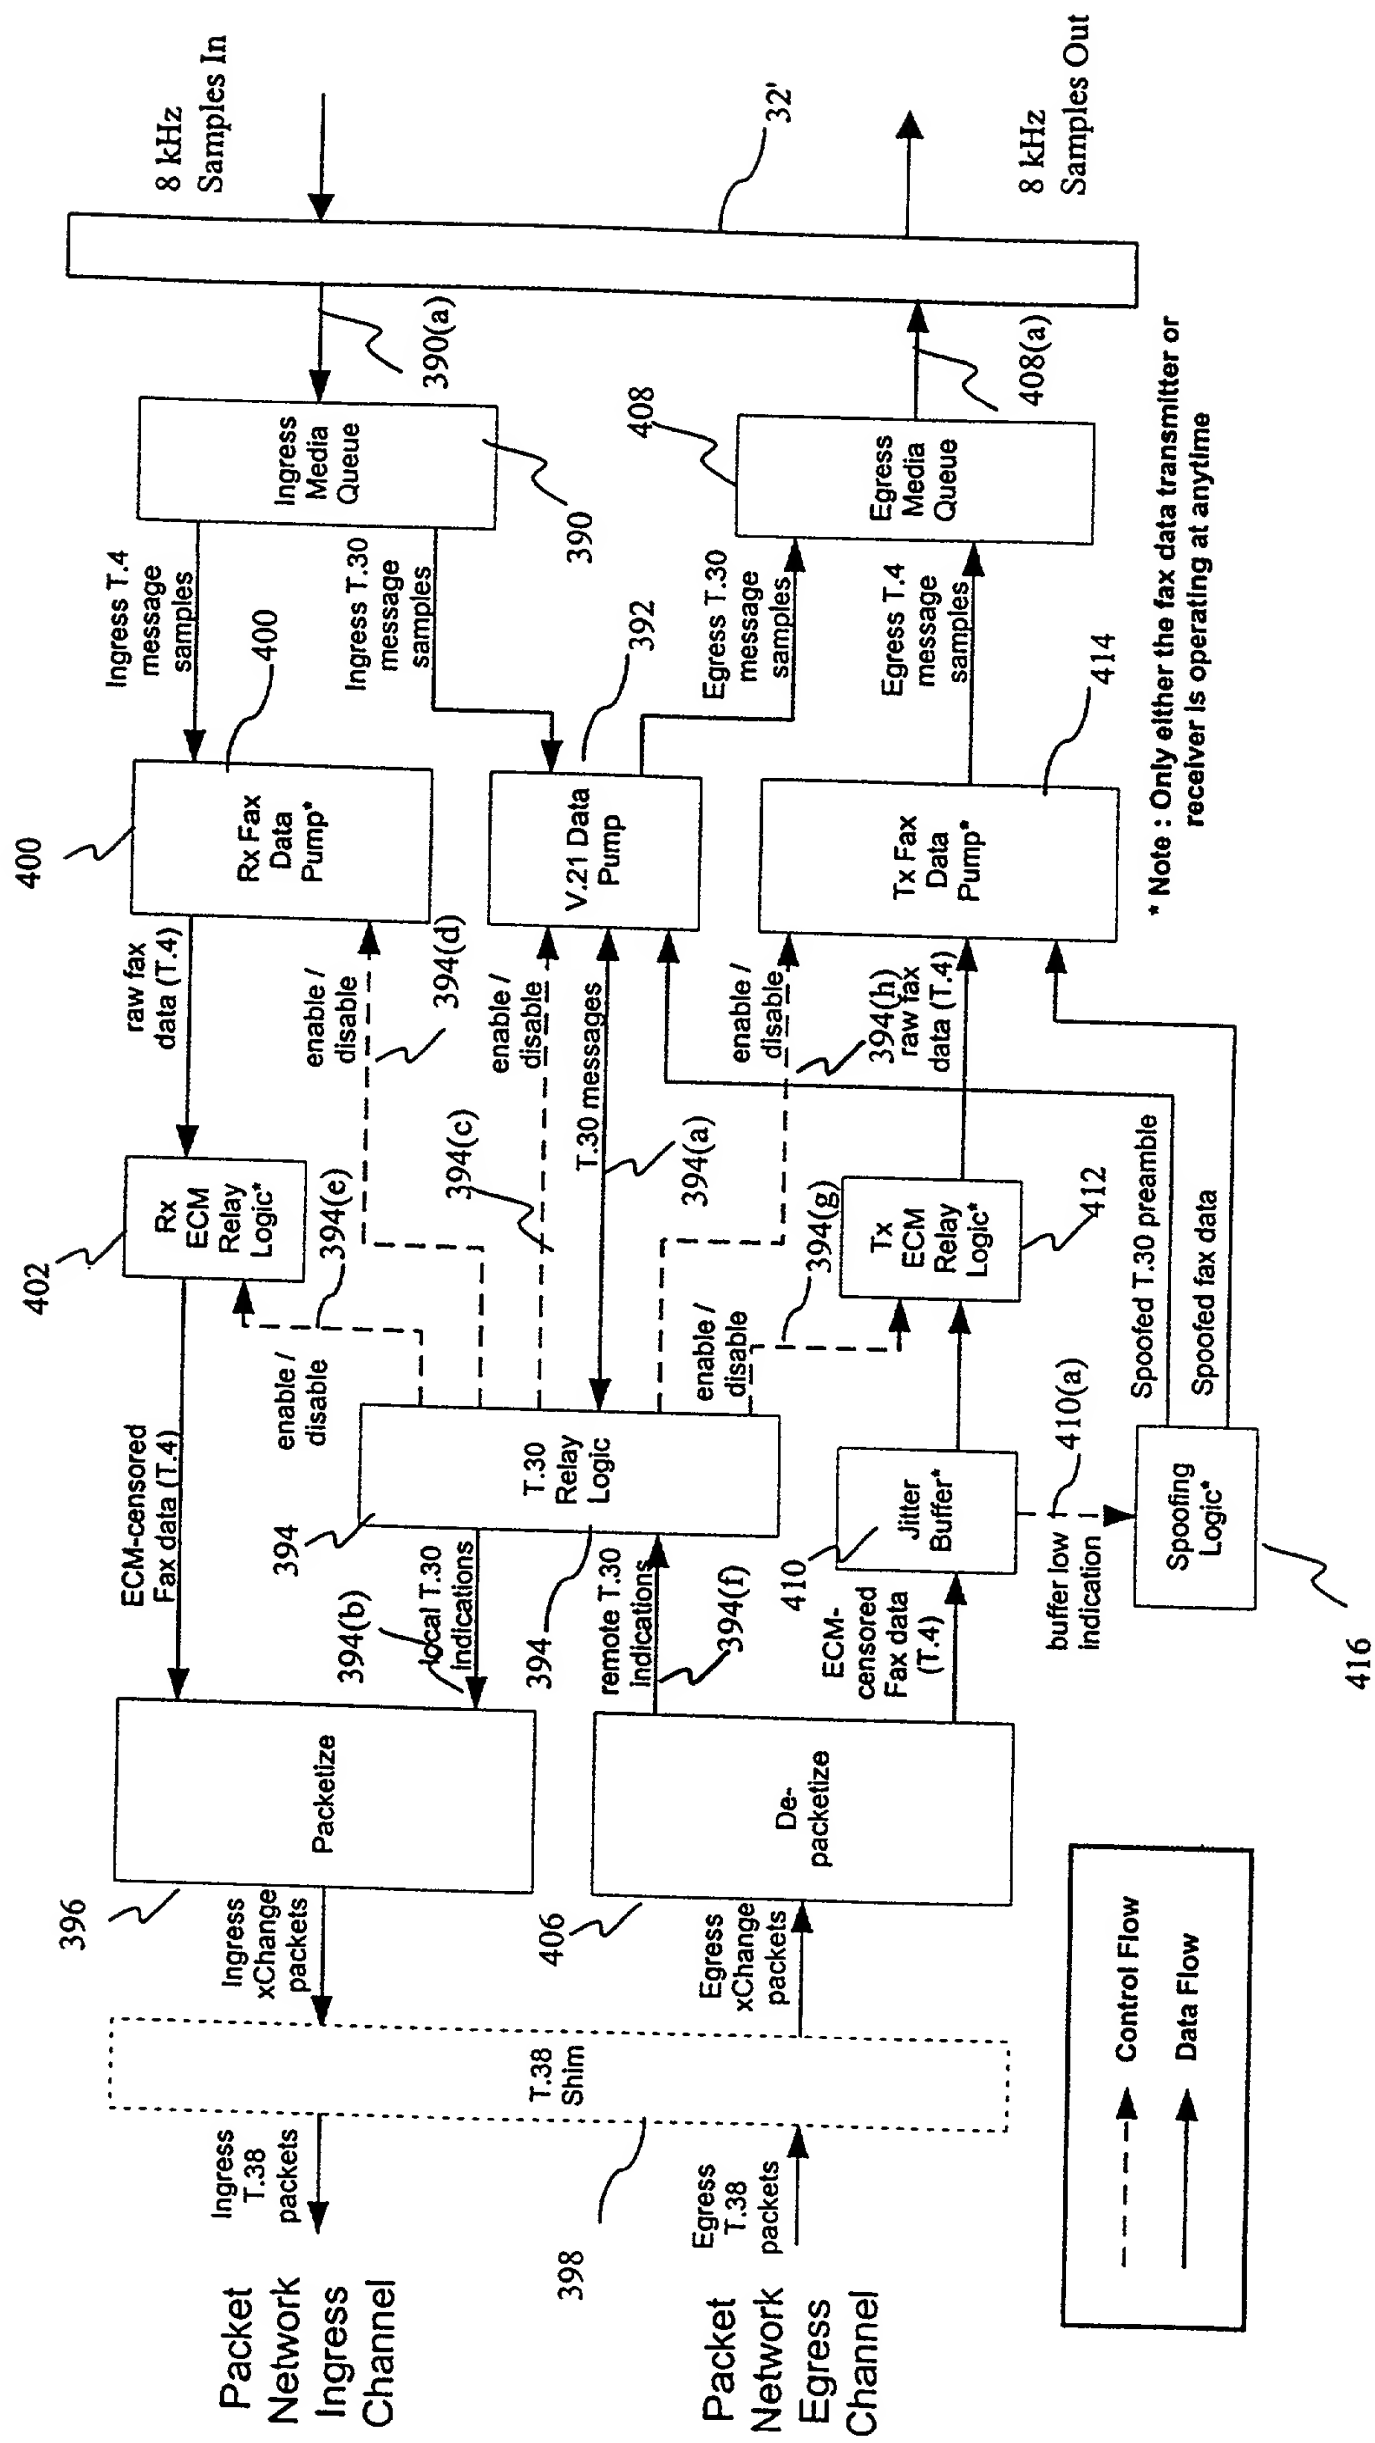 Packet
Network
Ingress
Channel
Ingress
T.38
packets
Ingress
xChange
packets
396
Packetize
ECM-censored
Fax data (T.4)
402
Rx
ECM
Relay
Logic*
raw fax
data (T.4)
400
Rx Fax
Data
Pump*
400
Ingress T.4
message
samples
Ingress T.30
message
samples
Ingress
Media
Queue
390
390(a)
8 kHz
Samples In
32'
394(b)
local T.30
indications
394
394
T.30
Relay
Logic
enable /
disable
394(e)
enable /
disable
394(d)
394(c)
enable /
disable
T.30 messages
394(a)
V.21 Data
Pump
392
398
T.38
Shim
Packet
Network
Egress
Channel
Egress
T.38
packets
Egress
xChange
packets
406
De-
packetize
remote T.30
indications
394(f)
ECM-
censored
Fax data
(T.4)
410
Jitter
Buffer*
enable /
disable
394(g)
Tx
ECM
Relay
Logic*
412
enable /
disable
394(h)
raw fax
data (T.4)
Tx Fax
Data
Pump*
414
Egress T.30
message
samples
Egress T.4
message
samples
408
Egress
Media
Queue
408(a)
8 kHz
Samples Out
buffer low
indication
410(a)
416
Spoofing
Logic*
Spoofed T.30 preamble
Spoofed fax data
* Note : Only either the fax data transmitter or
receiver is operating at anytime
Control Flow
Data Flow